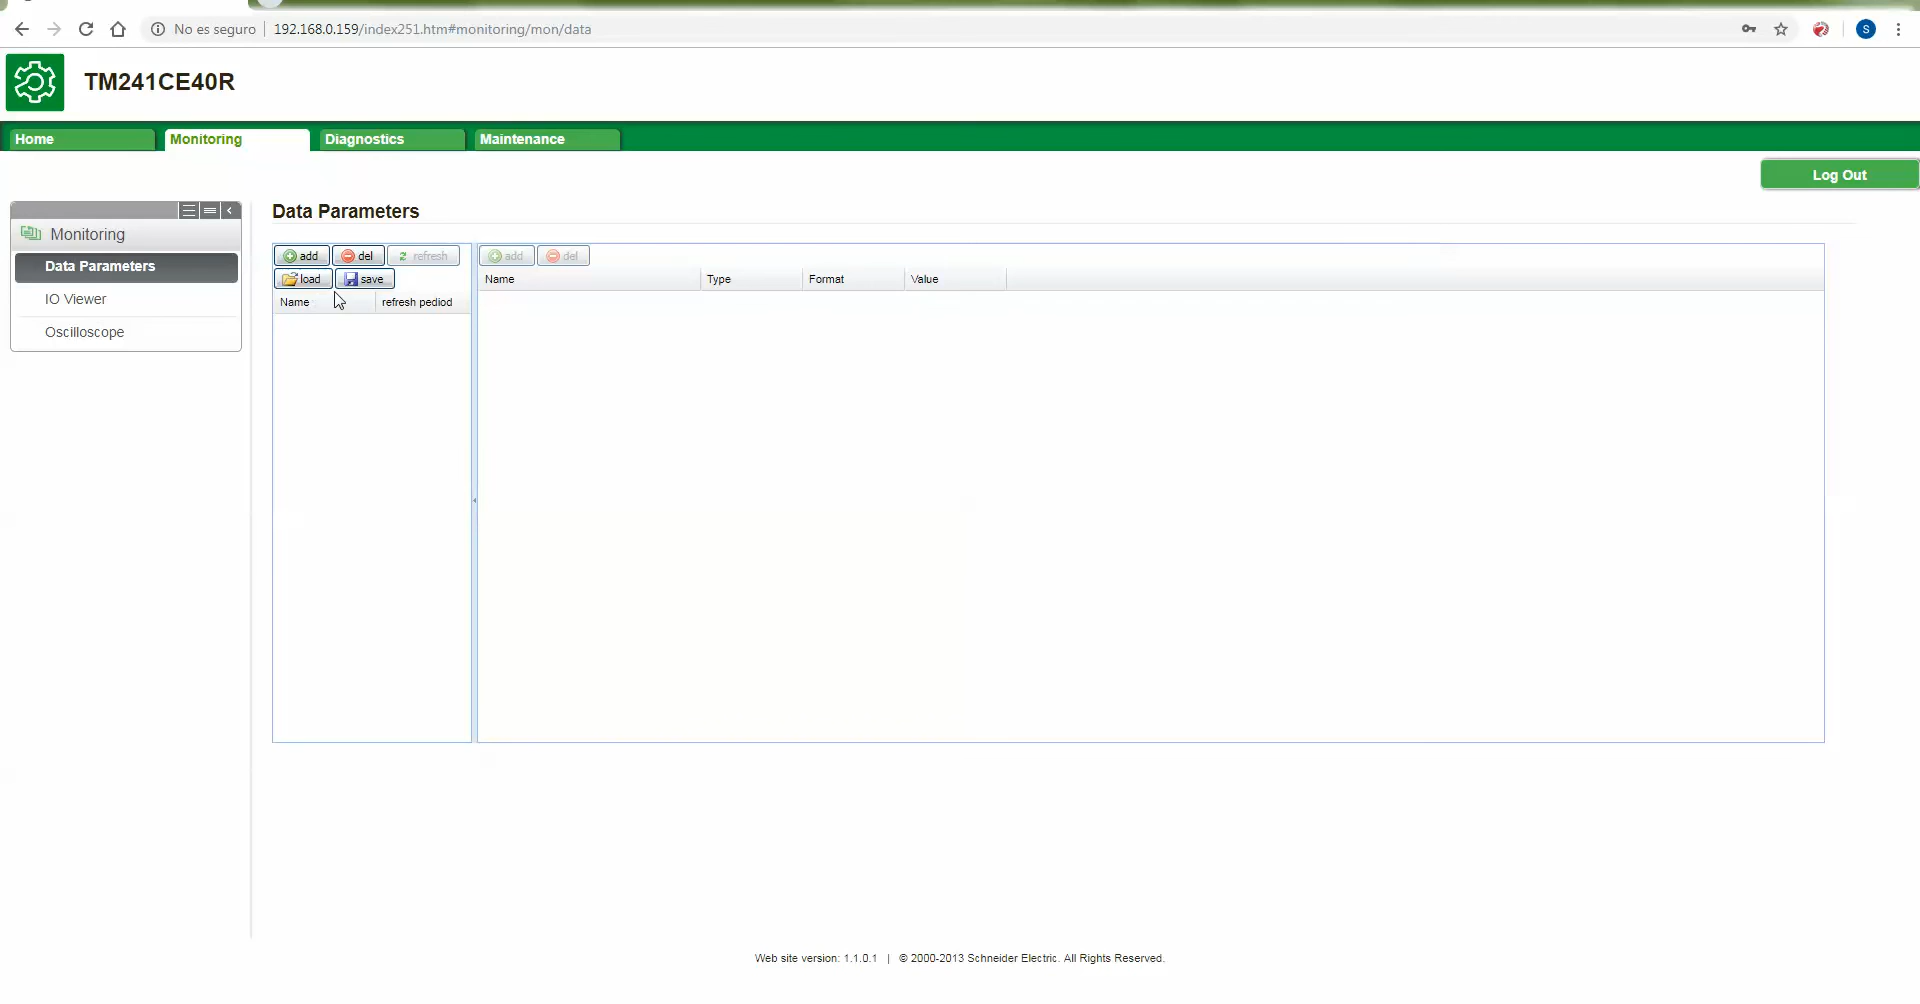 No es seguro
192.168.0.159/index251.htm#monitoring/mon/data
S
TM241CE40R
Home
Monitoring
Diagnostics
Maintenance
Log Out
Monitoring
Data Parameters
IO Viewer
Oscilloscope
Data Parameters
add
del
refresh
load
save
Name
refresh pediod
add
del
Name
Type
Format
Value
Web site version: 1.1.0.1 | © 2000-2013 Schneider Electric. All Rights Reserved.